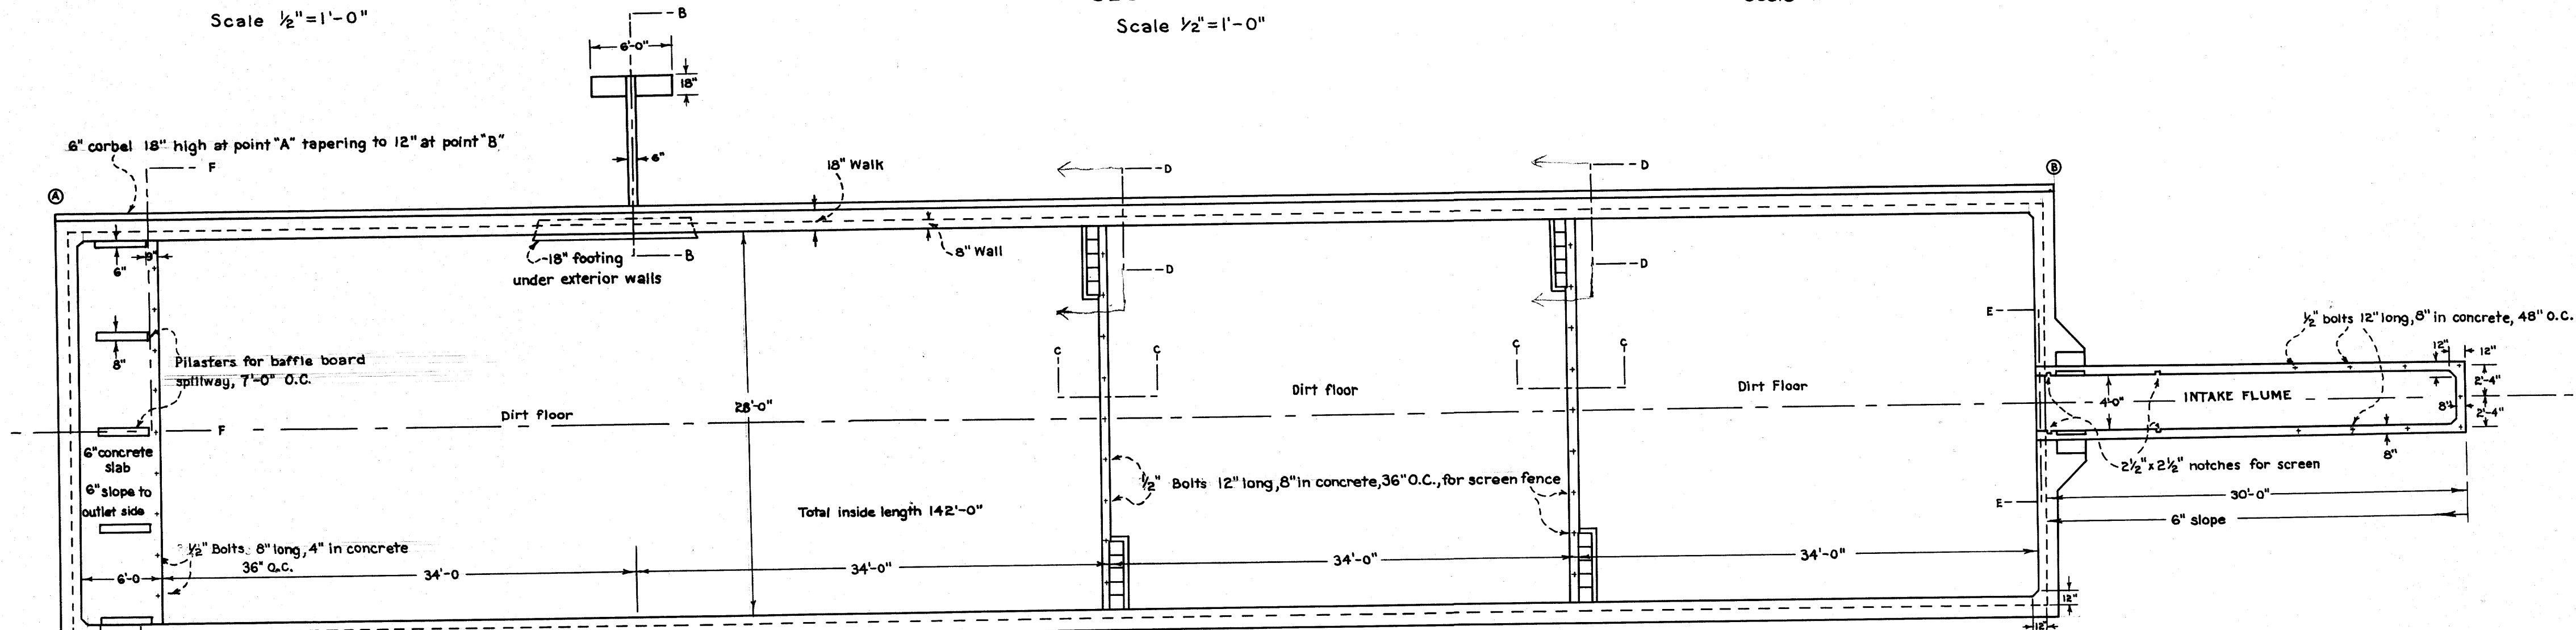 Scale ½"=1'-0"
Scale ½"=1'-0"
B
6'-0"
18"
6" corbel 18" high at point "A" tapering to 12" at point "B"
F
6"
18" Walk
D
D
A
B
8" Wall
18" footing
under exterior walls
B
9"
6"
D
D
E
½" bolts 12" long, 8" in concrete, 48" O.C.
8"
Pilasters for baffle board
spillway, 7'-0" O.C.
C
C
C
C
12"
12"
2'-4"
Dirt floor
28'-0"
Dirt floor
Dirt Floor
4'-0"
INTAKE FLUME
8"
2'-4"
F
6" concrete
slab
6" slope to
outlet side
8"
2½" x 2½" notches for screen
½" Bolts 12" long, 8" in concrete, 36" O.C., for screen fence
Total inside length 142'-0"
E
30'-0"
6" slope
½" Bolts 8" long, 4" in concrete
36" O.C.
6'-0
34'-0
34'-0"
34'-0"
34'-0"
12"
12"